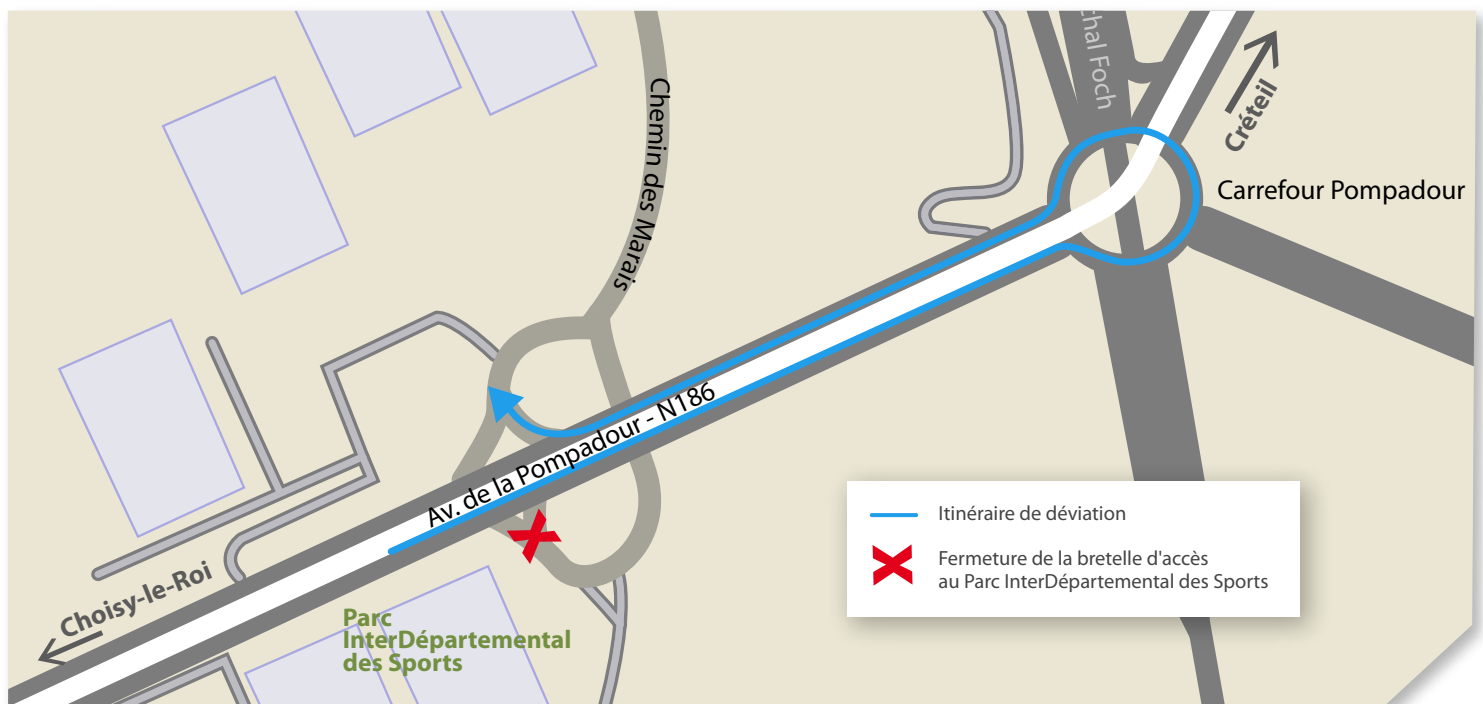 chal Foch
Créteil
Chemin des Marais
Carrefour Pompadour
Av. de la Pompadour - N186
Itinéraire de déviation
Fermeture de la bretelle d'accès
au Parc InterDépartemental des Sports
Choisy-le-Roi
Parc
InterDépartemental
des Sports